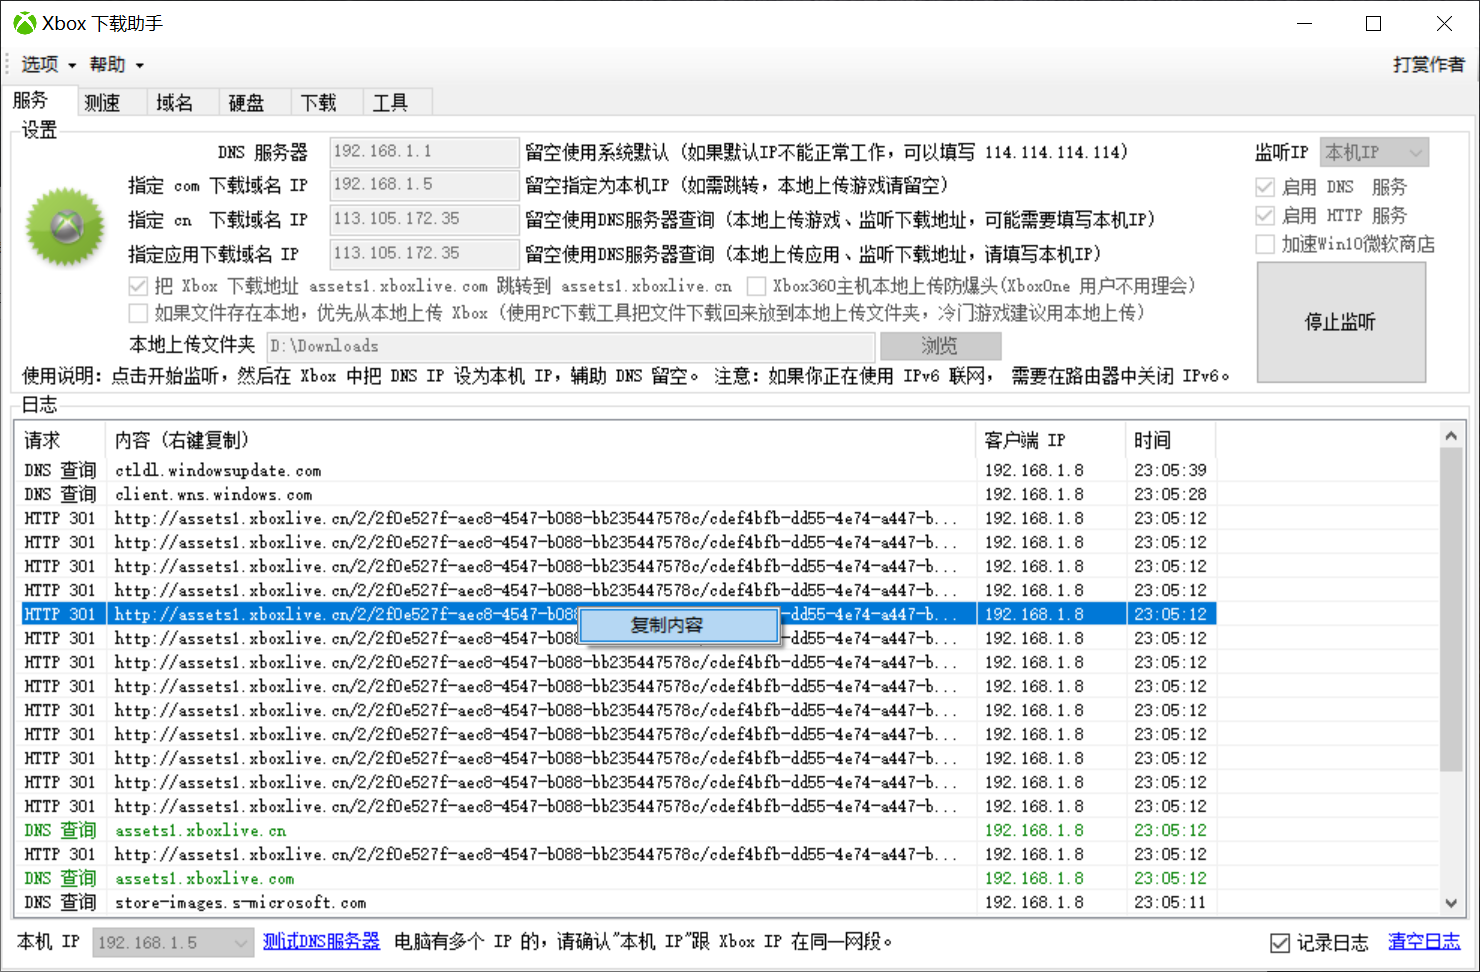 Xbox 下载助手
选项 帮助 打赏作者
服务 测速 域名 硬盘 下载 工具
设置
DNS 服务器 192.168.1.1 留空使用系统默认 (如果默认IP不能正常工作，可以填写 114.114.114.114) 监听IP 本机IP
指定 com 下载域名 IP 192.168.1.5 留空指定为本机IP (如需跳转，本地上传游戏请留空) 启用 DNS 服务
指定 cn 下载域名 IP 113.105.172.35 留空使用DNS服务器查询 (本地上传游戏、监听下载地址，可能需要填写本机IP) 启用 HTTP 服务
指定应用下载域名 IP 113.105.172.35 留空使用DNS服务器查询 (本地上传应用、监听下载地址，请填写本机IP) 加速Win10微软商店
把 Xbox 下载地址 assets1.xboxlive.com 跳转到 assets1.xboxlive.cn Xbox360主机本地上传防爆头(XboxOne 用户不用理会)
如果文件存在本地，优先从本地上传 Xbox (使用PC下载工具把文件下载回来放到本地上传文件夹，冷门游戏建议用本地上传)
停止监听
本地上传文件夹 D:\Downloads 浏览
使用说明：点击开始监听，然后在 Xbox 中把 DNS IP 设为本机 IP，辅助 DNS 留空。 注意：如果你正在使用 IPv6 联网， 需要在路由器中关闭 IPv6。
日志
请求 内容 (右键复制) 客户端 IP 时间
DNS 查询 ctldl.windowsupdate.com 192.168.1.8 23:05:39
DNS 查询 client.wns.windows.com 192.168.1.8 23:05:28
HTTP 301 http://assets1.xboxlive.cn/2/2f0e527f-aec8-4547-b088-bb235447578c/cdef4bfb-dd55-4e74-a447-b... 192.168.1.8 23:05:12
HTTP 301 http://assets1.xboxlive.cn/2/2f0e527f-aec8-4547-b088-bb235447578c/cdef4bfb-dd55-4e74-a447-b... 192.168.1.8 23:05:12
HTTP 301 http://assets1.xboxlive.cn/2/2f0e527f-aec8-4547-b088-bb235447578c/cdef4bfb-dd55-4e74-a447-b... 192.168.1.8 23:05:12
HTTP 301 http://assets1.xboxlive.cn/2/2f0e527f-aec8-4547-b088-bb235447578c/cdef4bfb-dd55-4e74-a447-b... 192.168.1.8 23:05:12
HTTP 301 http://assets1.xboxlive.cn/2/2f0e527f-aec8-4547-b08 -dd55-4e74-a447-b... 192.168.1.8 23:05:12
复制内容
HTTP 301 http://assets1.xboxlive.cn/2/2f0e527f-aec8-4547-b08 -dd55-4e74-a447-b... 192.168.1.8 23:05:12
HTTP 301 http://assets1.xboxlive.cn/2/2f0e527f-aec8-4547-b088-bb235447578c/cdef4bfb-dd55-4e74-a447-b... 192.168.1.8 23:05:12
HTTP 301 http://assets1.xboxlive.cn/2/2f0e527f-aec8-4547-b088-bb235447578c/cdef4bfb-dd55-4e74-a447-b... 192.168.1.8 23:05:12
HTTP 301 http://assets1.xboxlive.cn/2/2f0e527f-aec8-4547-b088-bb235447578c/cdef4bfb-dd55-4e74-a447-b... 192.168.1.8 23:05:12
HTTP 301 http://assets1.xboxlive.cn/2/2f0e527f-aec8-4547-b088-bb235447578c/cdef4bfb-dd55-4e74-a447-b... 192.168.1.8 23:05:12
HTTP 301 http://assets1.xboxlive.cn/2/2f0e527f-aec8-4547-b088-bb235447578c/cdef4bfb-dd55-4e74-a447-b... 192.168.1.8 23:05:12
HTTP 301 http://assets1.xboxlive.cn/2/2f0e527f-aec8-4547-b088-bb235447578c/cdef4bfb-dd55-4e74-a447-b... 192.168.1.8 23:05:12
HTTP 301 http://assets1.xboxlive.cn/2/2f0e527f-aec8-4547-b088-bb235447578c/cdef4bfb-dd55-4e74-a447-b... 192.168.1.8 23:05:12
DNS 查询 assets1.xboxlive.cn 192.168.1.8 23:05:12
HTTP 301 http://assets1.xboxlive.cn/2/2f0e527f-aec8-4547-b088-bb235447578c/cdef4bfb-dd55-4e74-a447-b... 192.168.1.8 23:05:12
DNS 查询 assets1.xboxlive.com 192.168.1.8 23:05:12
DNS 查询 store-images.s-microsoft.com 192.168.1.8 23:05:11
本机 IP 192.168.1.5 测试DNS服务器 电脑有多个 IP 的，请确认"本机 IP"跟 Xbox IP 在同一网段。 记录日志 清空日志